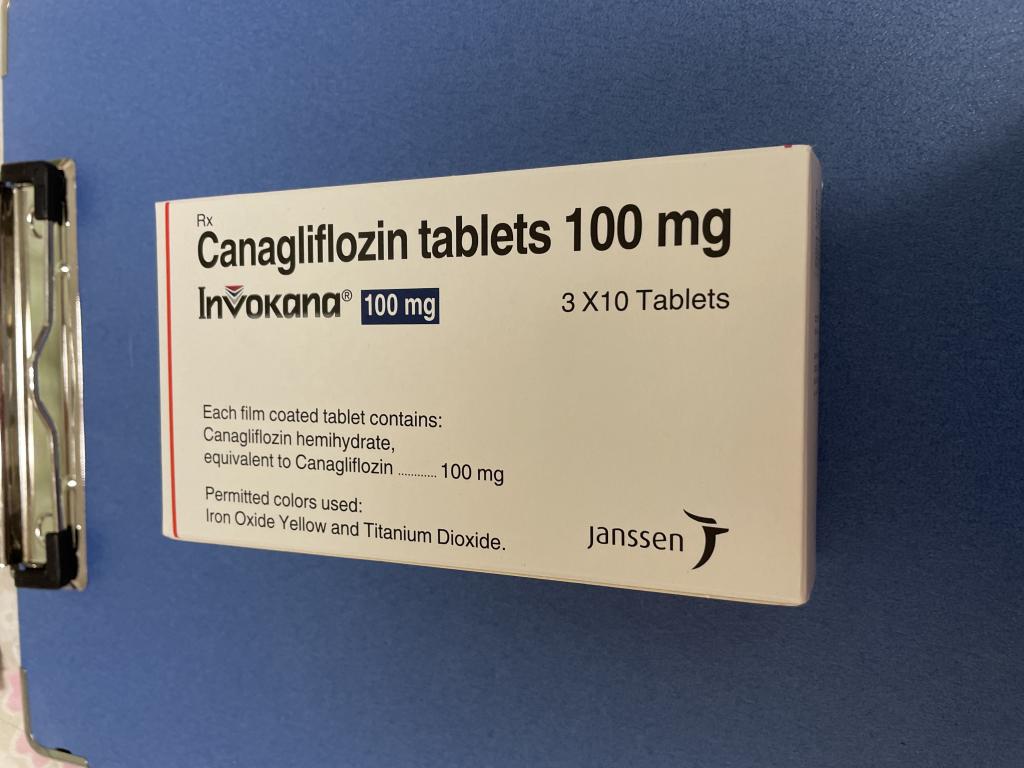 Rx
Canagliflozin tablets 100 mg
Invokana® 100 mg
3 X10 Tablets
Each film coated tablet contains:
Canagliflozin hemihydrate,
equivalent to Canagliflozin ............ 100 mg
Permitted colors used:
Iron Oxide Yellow and Titanium Dioxide.
Janssen